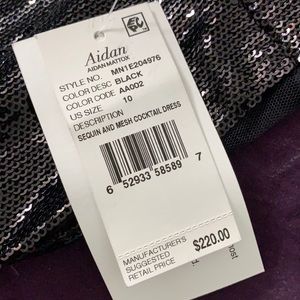 Aidan
AIDAN MATTOX
STYLE NO. MN1E204976
COLOR DESC BLACK
COLOR CODE AA002
US SIZE 10
DESCRIPTION
SEQUIN AND MESH COCKTAIL DRESS
6 52933 58589 7
MANUFACTURER'S
SUGGESTED
RETAIL PRICE
$220.00